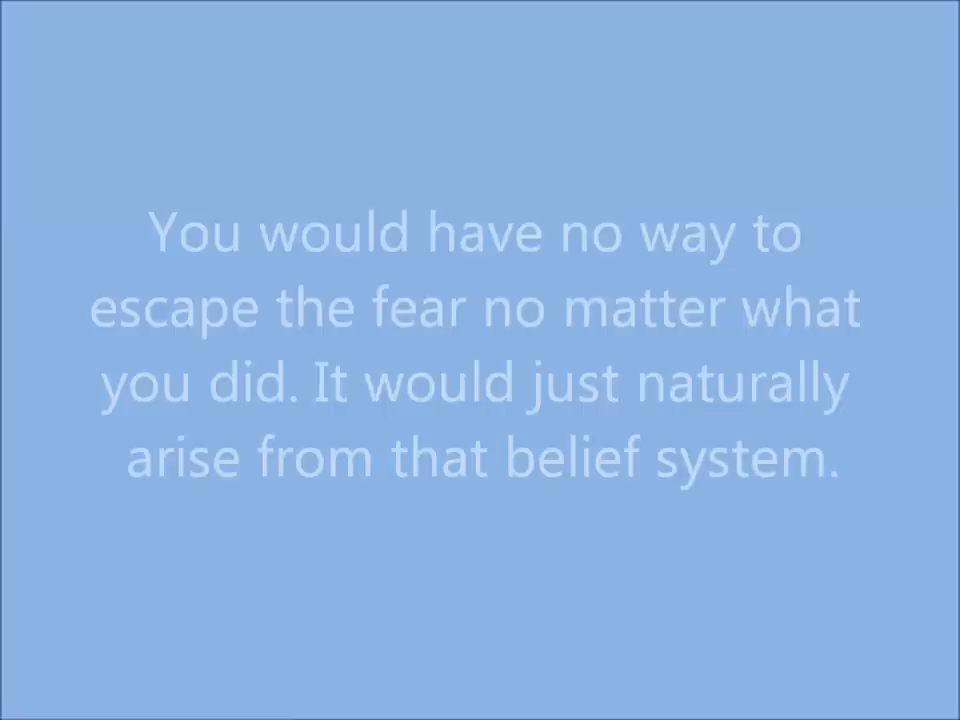 You would have no way to
escape the fear no matter what
you did. It would just naturally
arise from that belief system.